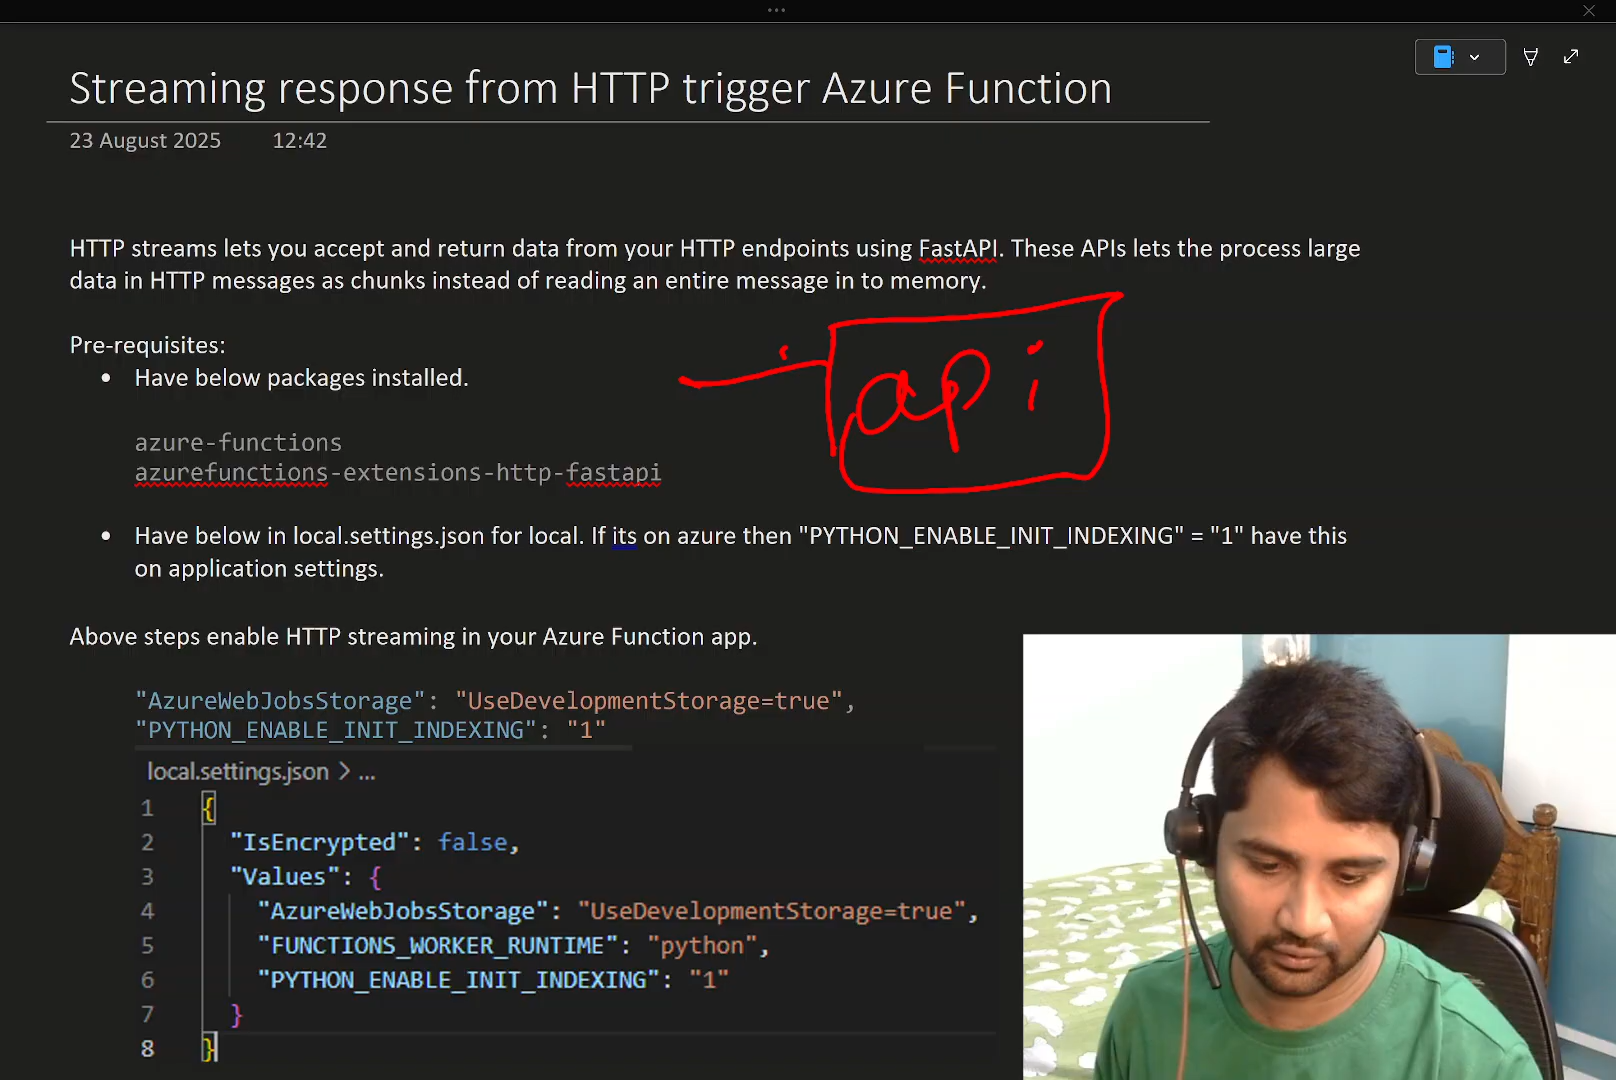 Streaming response from HTTP trigger Azure Function
23 August 2025 12:42
HTTP streams lets you accept and return data from your HTTP endpoints using FastAPI. These APIs lets the process large
data in HTTP messages as chunks instead of reading an entire message in to memory.
Pre-requisites:
• Have below packages installed.
api
azure-functions
azurefunctions-extensions-http-fastapi
• Have below in local.settings.json for local. If its on azure then "PYTHON_ENABLE_INIT_INDEXING" = "1" have this
on application settings.
Above steps enable HTTP streaming in your Azure Function app.
"AzureWebJobsStorage": "UseDevelopmentStorage=true",
"PYTHON_ENABLE_INIT_INDEXING": "1"
local.settings.json > ...
1 {
2 "IsEncrypted": false,
3 "Values": {
4 "AzureWebJobsStorage": "UseDevelopmentStorage=true",
5 "FUNCTIONS_WORKER_RUNTIME": "python",
6 "PYTHON_ENABLE_INIT_INDEXING": "1"
7 }
8 }